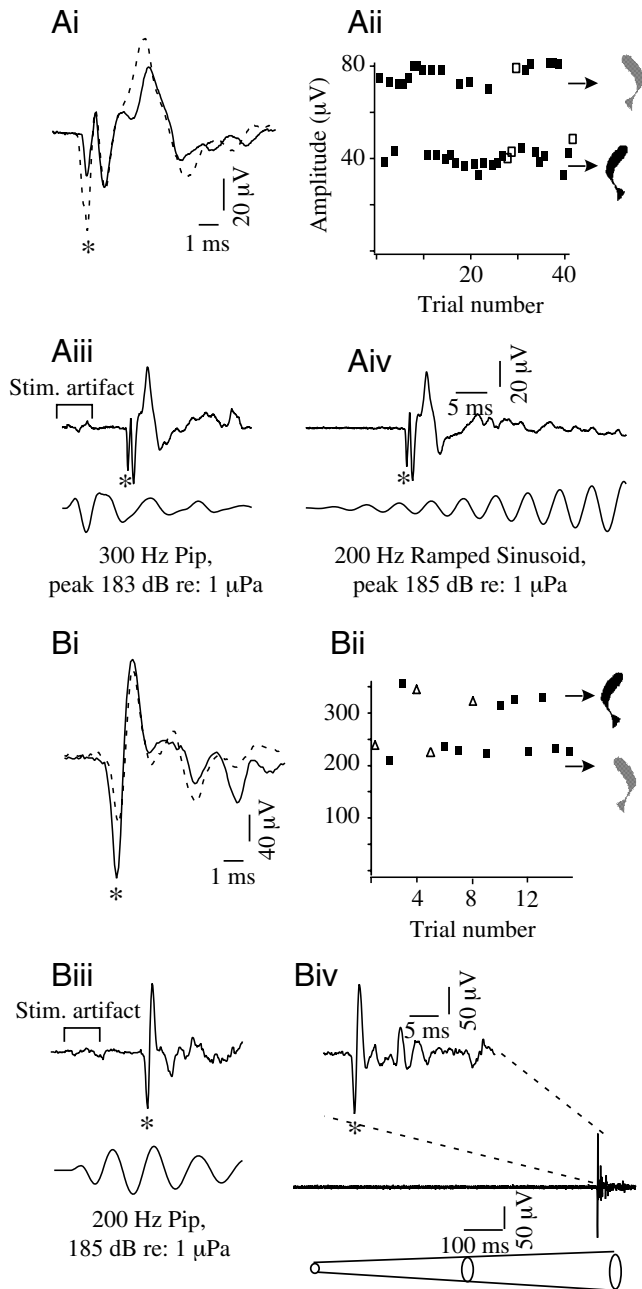 Ai
*
20 μV
1 ms
Aii
Amplitude (μV)
80
40
20
40
Trial number
Aiii
Stim. artifact
*
300 Hz Pip,
peak 183 dB re: 1 μPa
Aiv
20 μV
5 ms
*
200 Hz Ramped Sinusoid,
peak 185 dB re: 1 μPa
Bi
*
40 μV
1 ms
Bii
300
200
100
4
8
12
Trial number
Biii
Stim. artifact
*
200 Hz Pip,
185 dB re: 1 μPa
Biv
50 μV
5 ms
*
50 μV
100 ms